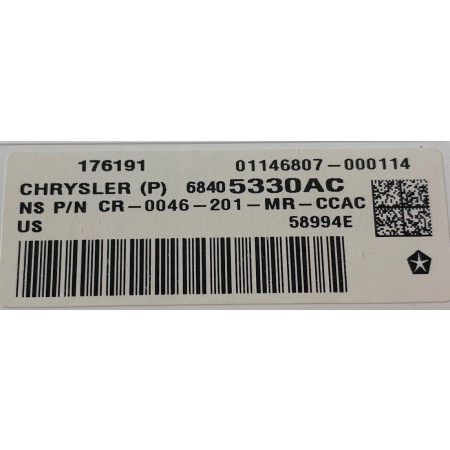 176191 01146807-000114
CHRYSLER (P) 68405330AC
NS P/N CR-0046-201-MR-CCAC
US 58994E